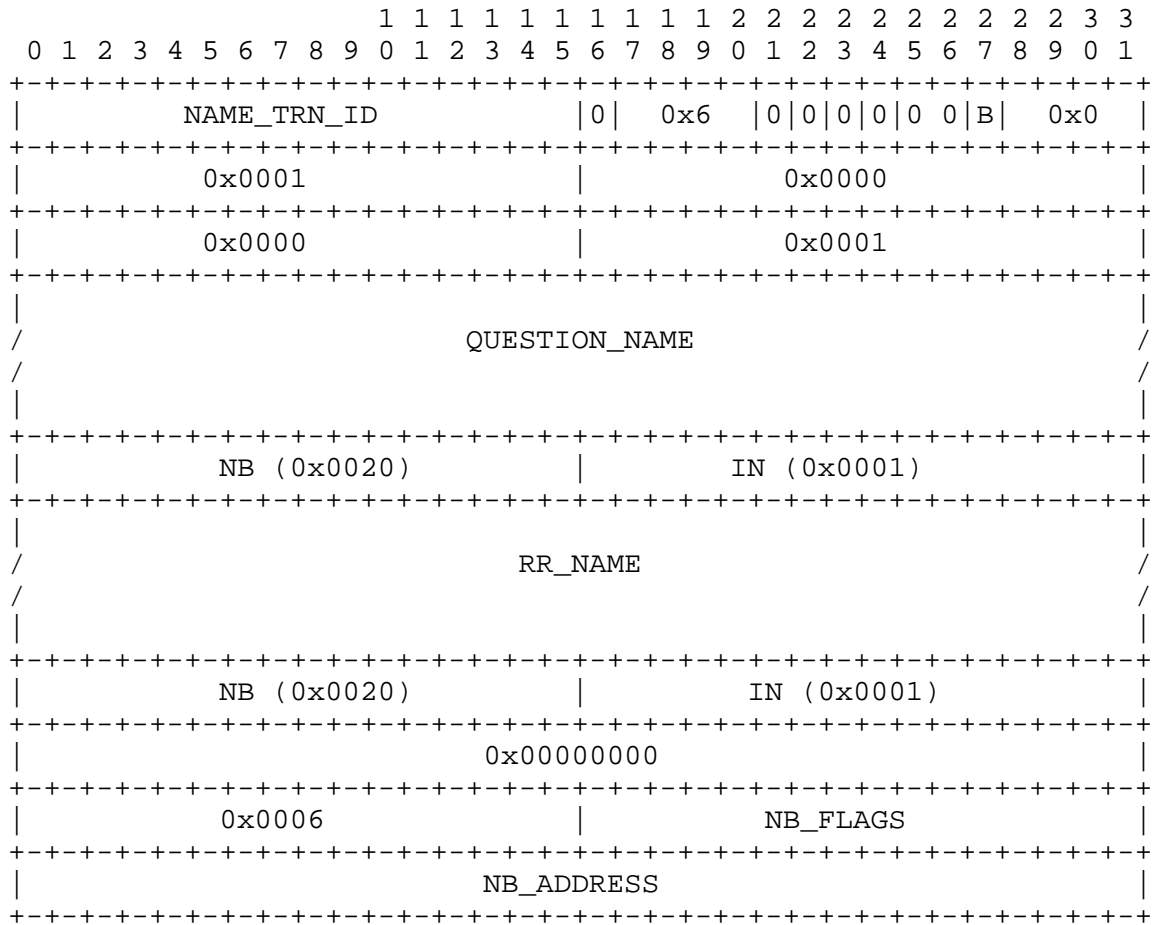 1 1 1 1 1 1 1 1 1 1 2 2 2 2 2 2 2 2 2 2 3 3
 0 1 2 3 4 5 6 7 8 9 0 1 2 3 4 5 6 7 8 9 0 1 2 3 4 5 6 7 8 9 0 1
+-+-+-+-+-+-+-+-+-+-+-+-+-+-+-+-+-+-+-+-+-+-+-+-+-+-+-+-+-+-+-+-+
|         NAME_TRN_ID           |0|  0x6  |0|0|0|0|0 0|B|  0x0  |
+-+-+-+-+-+-+-+-+-+-+-+-+-+-+-+-+-+-+-+-+-+-+-+-+-+-+-+-+-+-+-+-+
|          0x0001               |           0x0000              |
+-+-+-+-+-+-+-+-+-+-+-+-+-+-+-+-+-+-+-+-+-+-+-+-+-+-+-+-+-+-+-+-+
|          0x0000               |           0x0001              |
+-+-+-+-+-+-+-+-+-+-+-+-+-+-+-+-+-+-+-+-+-+-+-+-+-+-+-+-+-+-+-+-+
|                                                               |
/                         QUESTION_NAME                         /
/                                                               /
|                                                               |
+-+-+-+-+-+-+-+-+-+-+-+-+-+-+-+-+-+-+-+-+-+-+-+-+-+-+-+-+-+-+-+-+
|           NB (0x0020)         |        IN (0x0001)            |
+-+-+-+-+-+-+-+-+-+-+-+-+-+-+-+-+-+-+-+-+-+-+-+-+-+-+-+-+-+-+-+-+
|                                                               |
/                            RR_NAME                            /
/                                                               /
|                                                               |
+-+-+-+-+-+-+-+-+-+-+-+-+-+-+-+-+-+-+-+-+-+-+-+-+-+-+-+-+-+-+-+-+
|           NB (0x0020)         |         IN (0x0001)           |
+-+-+-+-+-+-+-+-+-+-+-+-+-+-+-+-+-+-+-+-+-+-+-+-+-+-+-+-+-+-+-+-+
|                          0x00000000                           |
+-+-+-+-+-+-+-+-+-+-+-+-+-+-+-+-+-+-+-+-+-+-+-+-+-+-+-+-+-+-+-+-+
|           0x0006              |          NB_FLAGS             |
+-+-+-+-+-+-+-+-+-+-+-+-+-+-+-+-+-+-+-+-+-+-+-+-+-+-+-+-+-+-+-+-+
|                          NB_ADDRESS                           |
+-+-+-+-+-+-+-+-+-+-+-+-+-+-+-+-+-+-+-+-+-+-+-+-+-+-+-+-+-+-+-+-+